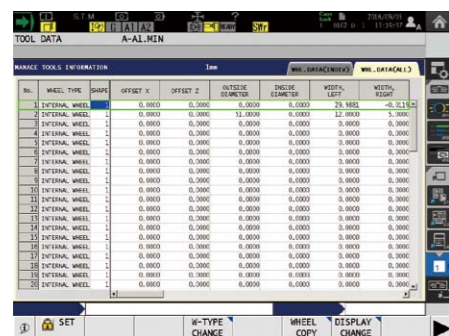 S.T.M
G A1 A2 READY
2016/09/01
0162 D 1 11:19:57
TOOL DATA A-A1.MIN
MANAGE TOOLS INFORMATION 1mm WHL.DATA(INDIV) WHL.DATA(ALL)
No. WHEEL TYPE SHAPE OFFSET X OFFSET Z OUTSIDE DIAMETER INSIDE DIAMETER WIDTH, LEFT WIDTH, RIGHT
1 INTERNAL WHEEL 1 0.0000 0.0000 0.0000 0.0000 29.9881 -0.0119
2 INTERNAL WHEEL 1 0.0000 0.0000 51.0000 0.0000 12.0000 5.0000
3 INTERNAL WHEEL 1 0.0000 0.0000 0.0000 0.0000 0.0000 0.0000
4 INTERNAL WHEEL 1 0.0000 0.0000 0.0000 0.0000 0.0000 0.0000
5 INTERNAL WHEEL 1 0.0000 0.0000 0.0000 0.0000 0.0000 0.0000
6 INTERNAL WHEEL 1 0.0000 0.0000 0.0000 0.0000 0.0000 0.0000
7 INTERNAL WHEEL 1 0.0000 0.0000 0.0000 0.0000 0.0000 0.0000
8 INTERNAL WHEEL 1 0.0000 0.0000 0.0000 0.0000 0.0000 0.0000
9 INTERNAL WHEEL 1 0.0000 0.0000 0.0000 0.0000 0.0000 0.0000
10 INTERNAL WHEEL 1 0.0000 0.0000 0.0000 0.0000 0.0000 0.0000
11 INTERNAL WHEEL 1 0.0000 0.0000 0.0000 0.0000 0.0000 0.0000
12 INTERNAL WHEEL 1 0.0000 0.0000 0.0000 0.0000 0.0000 0.0000
13 INTERNAL WHEEL 1 0.0000 0.0000 0.0000 0.0000 0.0000 0.0000
14 INTERNAL WHEEL 1 0.0000 0.0000 0.0000 0.0000 0.0000 0.0000
15 INTERNAL WHEEL 1 0.0000 0.0000 0.0000 0.0000 0.0000 0.0000
16 INTERNAL WHEEL 1 0.0000 0.0000 0.0000 0.0000 0.0000 0.0000
17 INTERNAL WHEEL 1 0.0000 0.0000 0.0000 0.0000 0.0000 0.0000
18 INTERNAL WHEEL 1 0.0000 0.0000 0.0000 0.0000 0.0000 0.0000
19 INTERNAL WHEEL 1 0.0000 0.0000 0.0000 0.0000 0.0000 0.0000
20 INTERNAL WHEEL 1 0.0000 0.0000 0.0000 0.0000 0.0000 0.0000
SET W-TYPE CHANGE WHEEL COPY DISPLAY CHANGE